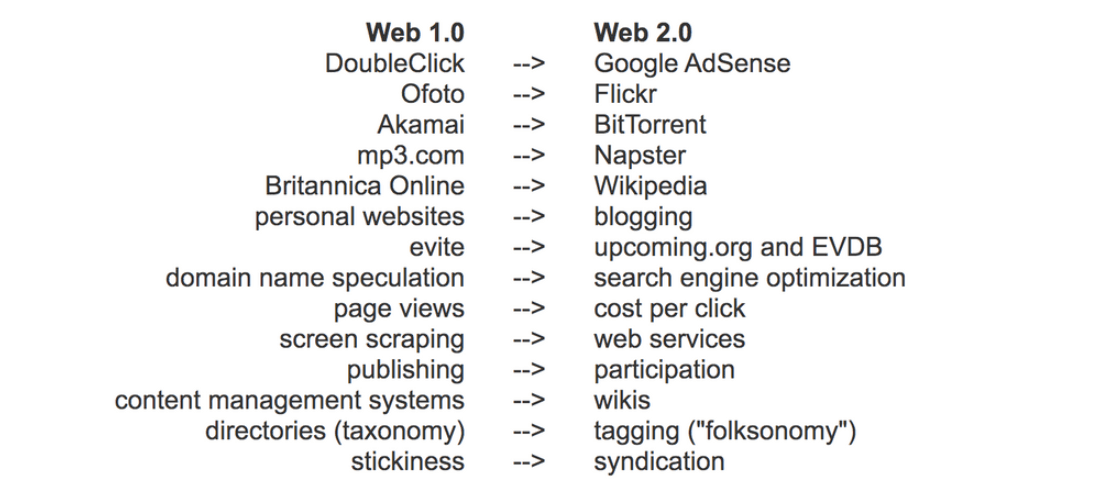 Web 1.0 Web 2.0
DoubleClick --> Google AdSense
Ofoto --> Flickr
Akamai --> BitTorrent
mp3.com --> Napster
Britannica Online --> Wikipedia
personal websites --> blogging
evite --> upcoming.org and EVDB
domain name speculation --> search engine optimization
page views --> cost per click
screen scraping --> web services
publishing --> participation
content management systems --> wikis
directories (taxonomy) --> tagging ("folksonomy")
stickiness --> syndication